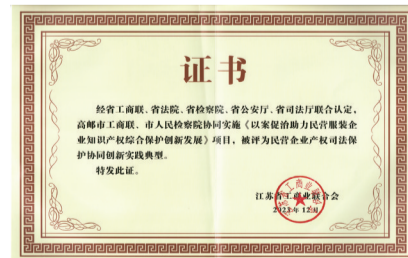 证书
经省工商联、省法院、省检察院、省公安厅、省司法厅联合认定，
高邮市工商联、市人民检察院协同实施《以案促治助力民营服装企
业知识产权综合保护创新发展》项目，被评为民营企业产权司法保
护协同创新实践典型。
特发此证。
江苏省工商业联合会
2023年12月